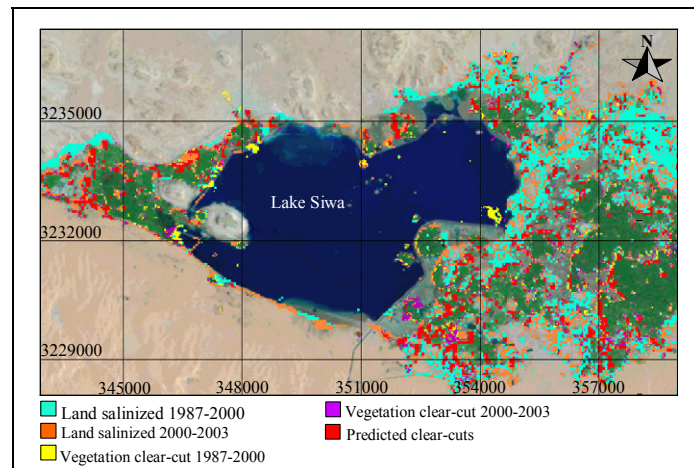 N
3235000
Lake Siwa
3232000
3229000
345000 348000 351000 354000 357000
Land salinized 1987-2000
Land salinized 2000-2003
Vegetation clear-cut 1987-2000
Vegetation clear-cut 2000-2003
Predicted clear-cuts